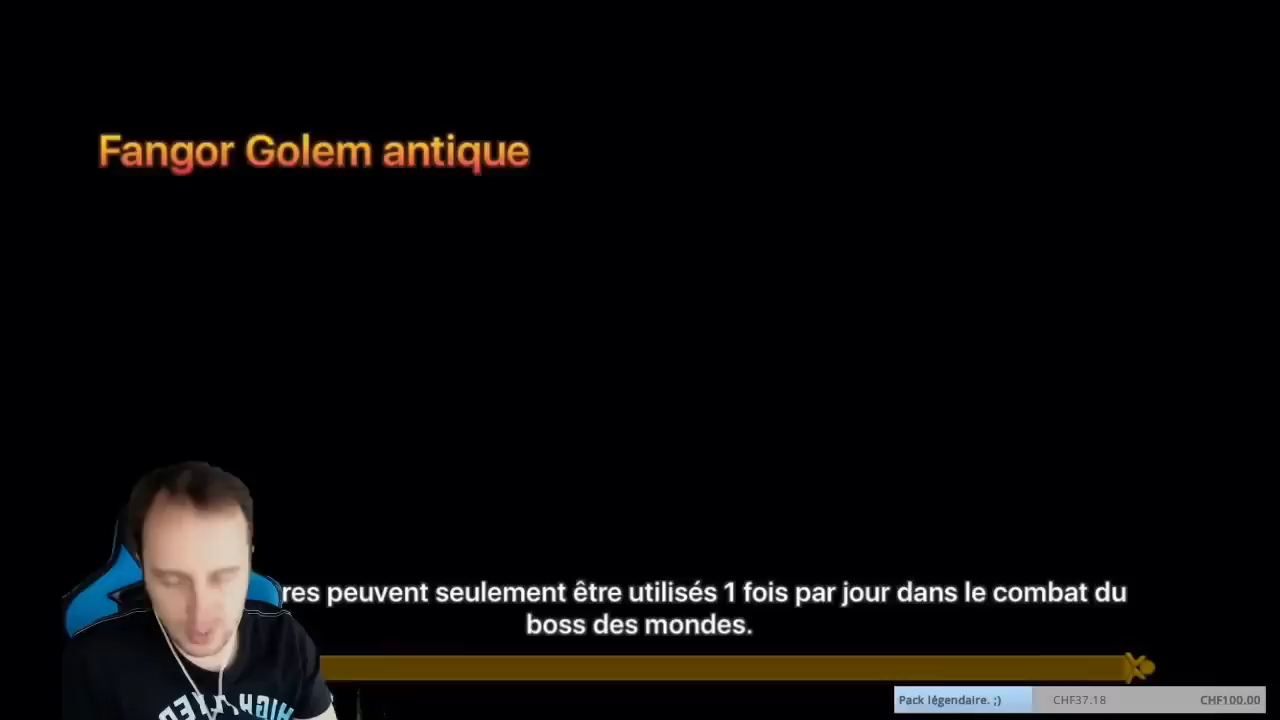 Fangor Golem antique
res peuvent seulement être utilisés 1 fois par jour dans le combat du
boss des mondes.
Pack légendaire. ;) CHF37.18 CHF100.00